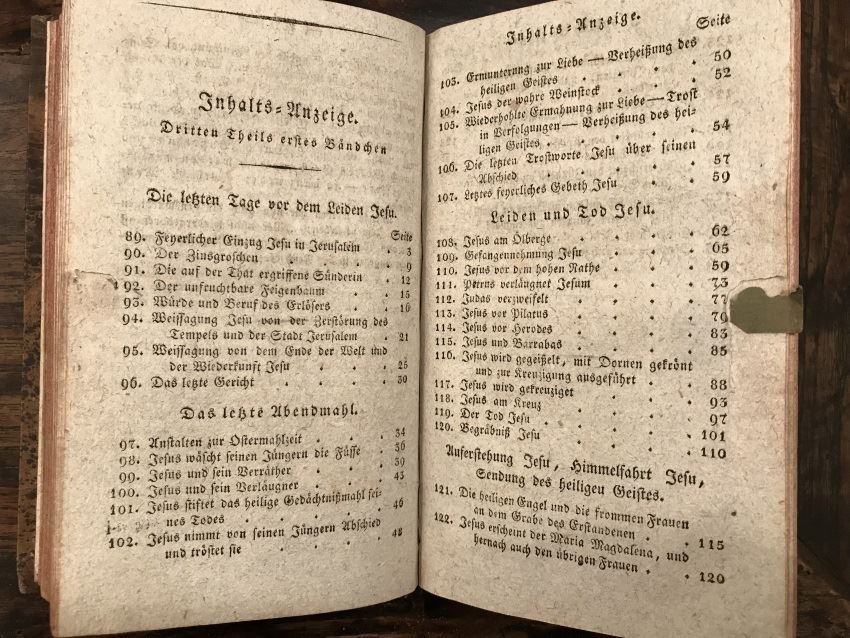 Inhalts-Anzeige.
Dritten Theils erstes Bändchen
Die letzten Tage vor dem Leiden Jesu.
Seite
89. Feyerlicher Einzug Jesu in Jerusalem . 3
90. Der Zinsgroschen . . . . 9
91. Die auf der That ergriffene Sünderin . 12
92. Der unfruchtbare Feigenbaum . . 15
93. Würde und Beruf des Erlösers . . 16
94. Weissagung Jesu von der Zerstörung des
Tempels und der Stadt Jerusalem . 21
95. Weissagung von dem Ende der Welt und
der Wiederkunft Jesu . . . 25
96. Das letzte Gericht . . . . 30
Das letzte Abendmahl.
97. Anstalten zur Ostermahlzeit . . . 34
98. Jesus wäscht seinen Jüngern die Füsse . 36
99. Jesus und sein Verräther . . . 39
100. Jesus und sein Verläugner . . . 43
101. Jesus stiftet das heilige Gedächtnißmahl sei-
nes Todes . . . . . 46
102. Jesus nimmt von seinen Jüngern Abschied
und tröstet sie . . . . 48
Inhalts-Anzeige.
Seite
103. Ermunterung zur Liebe — Verheißung des
heiligen Geistes . . . . 50
104. Jesus der wahre Weinstock . . . 52
105. Wiederhohlte Ermahnung zur Liebe — Trost
in Verfolgungen — Verheißung des hei-
ligen Geistes . . . . 54
106. Die letzten Trostworte Jesu über seinen
Abschied . . . . . 57
107. Letztes feyerliches Gebeth Jesu . . 59
Leiden und Tod Jesu.
108. Jesus am Ölberge . . . . 62
109. Gefangennehmung Jesu . . . 65
110. Jesus vor dem hohen Rathe . . . 59
111. Petrus verläugnet Jesum . . . 73
112. Judas verzweifelt . . . . 77
113. Jesus vor Pilatus . . . . 79
114. Jesus vor Herodes . . . . 83
115. Jesus und Barrabas . . . . 85
116. Jesus wird gegeißelt, mit Dornen gekrönt
und zur Kreuzigung ausgeführt . . 88
117. Jesus wird gekreuziget . . . 93
118. Jesus am Kreuz . . . . 97
119. Der Tod Jesu . . . . . 101
120. Begräbniß Jesu . . . . 110
Auferstehung Jesu, Himmelfahrt Jesu,
Sendung des heiligen Geistes.
121. Die heiligen Engel und die frommen Frauen
an dem Grabe des Erstandenen . . 115
122. Jesus erscheint der Maria Magdalena, und
hernach auch den übrigen Frauen . . 120